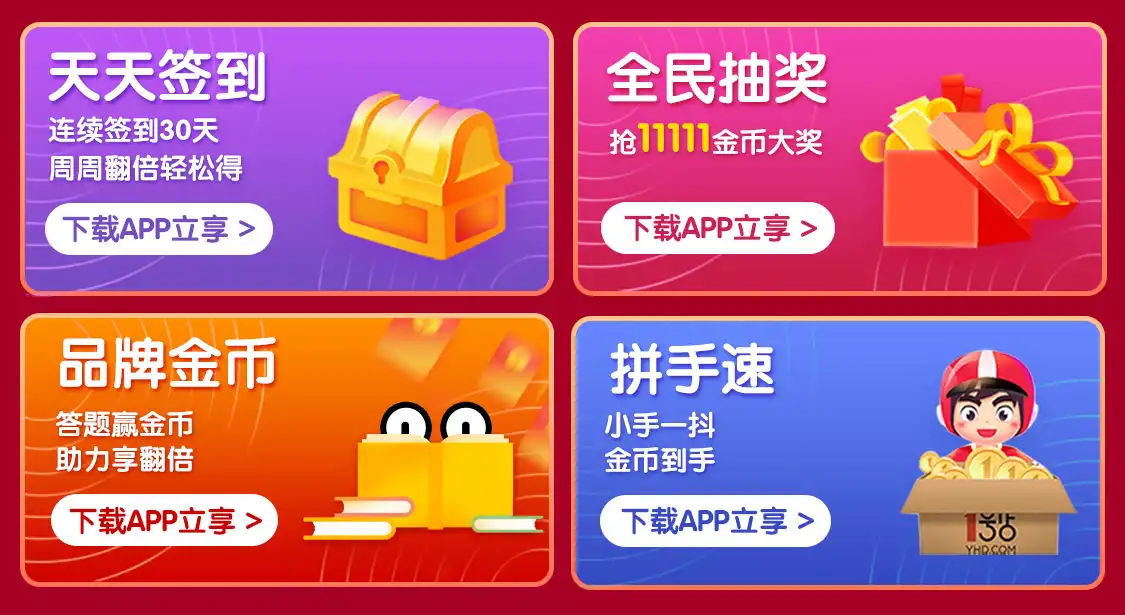 天天签到
连续签到30天
周周翻倍轻松得
下载APP立享 >
全民抽奖
抢11111金币大奖
下载APP立享 >
品牌金币
答题赢金币
助力享翻倍
下载APP立享 >
拼手速
小手一抖
金币到手
下载APP立享 >
YHD.COM